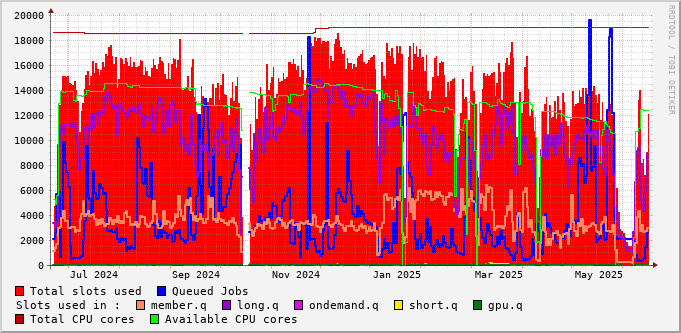 RRDTOOL / TOBI OETIKER
20000
18000
16000
14000
12000
10000
8000
6000
4000
2000
0
Jul 2024 Sep 2024 Nov 2024 Jan 2025 Mar 2025 May 2025
Total slots used Queued Jobs
Slots used in : member.q long.q ondemand.q short.q gpu.q
Total CPU cores Available CPU cores